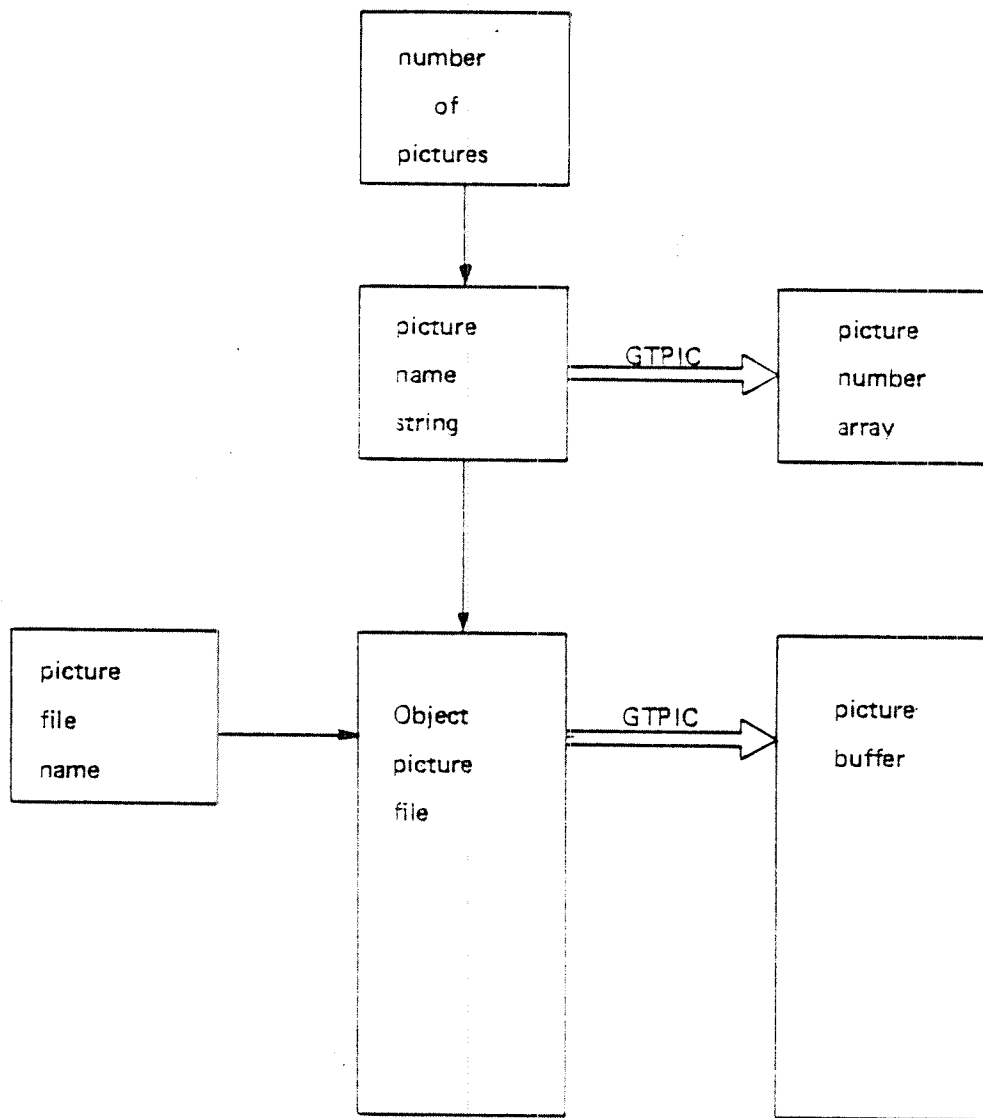 number
of
pictures
picture
name
string
GTPIC
picture
number
array
picture
file
name
Object
picture
file
GTPIC
picture
buffer